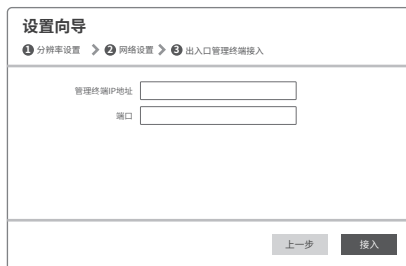 设置向导
❶ 分辨率设置 > ❷ 网络设置 > ❸ 出入口管理终端接入
管理终端IP地址
端口
上一步 接入